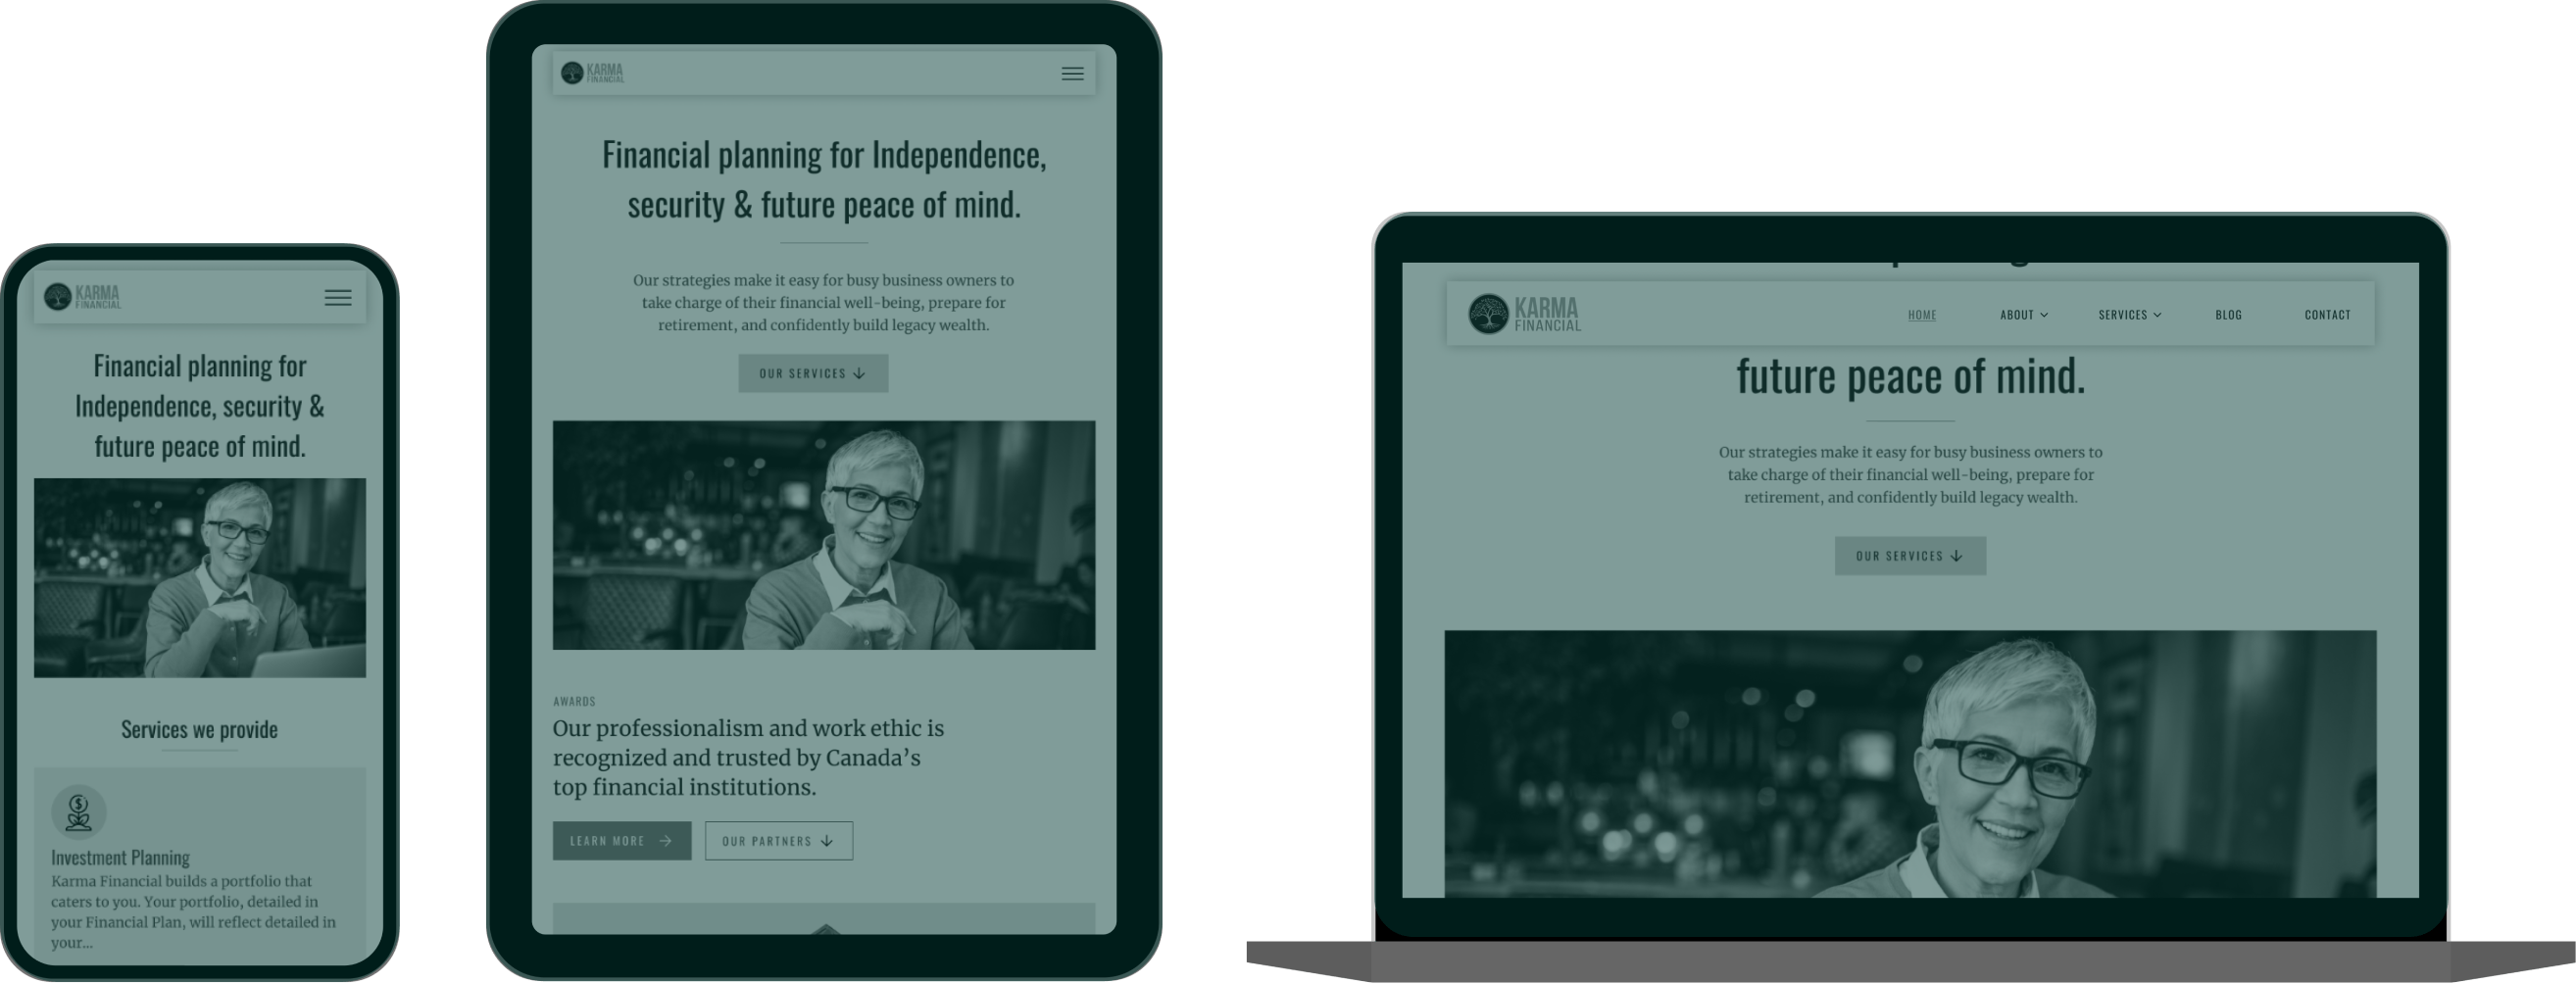 KARMA
FINANCIAL
Financial planning for
Independence, security &
future peace of mind.
Services we provide
Investment Planning
Karma Financial builds a portfolio that
caters to you. Your portfolio, detailed in
your Financial Plan, will reflect detailed in
your...
KARMA
FINANCIAL
Financial planning for Independence,
security & future peace of mind.
Our strategies make it easy for busy business owners to
take charge of their financial well-being, prepare for
retirement, and confidently build legacy wealth.
OUR SERVICES
AWARDS
Our professionalism and work ethic is
recognized and trusted by Canada’s
top financial institutions.
LEARN MORE
OUR PARTNERS
KARMA
FINANCIAL
HOME ABOUT SERVICES BLOG CONTACT
future peace of mind.
Our strategies make it easy for busy business owners to
take charge of their financial well-being, prepare for
retirement, and confidently build legacy wealth.
OUR SERVICES